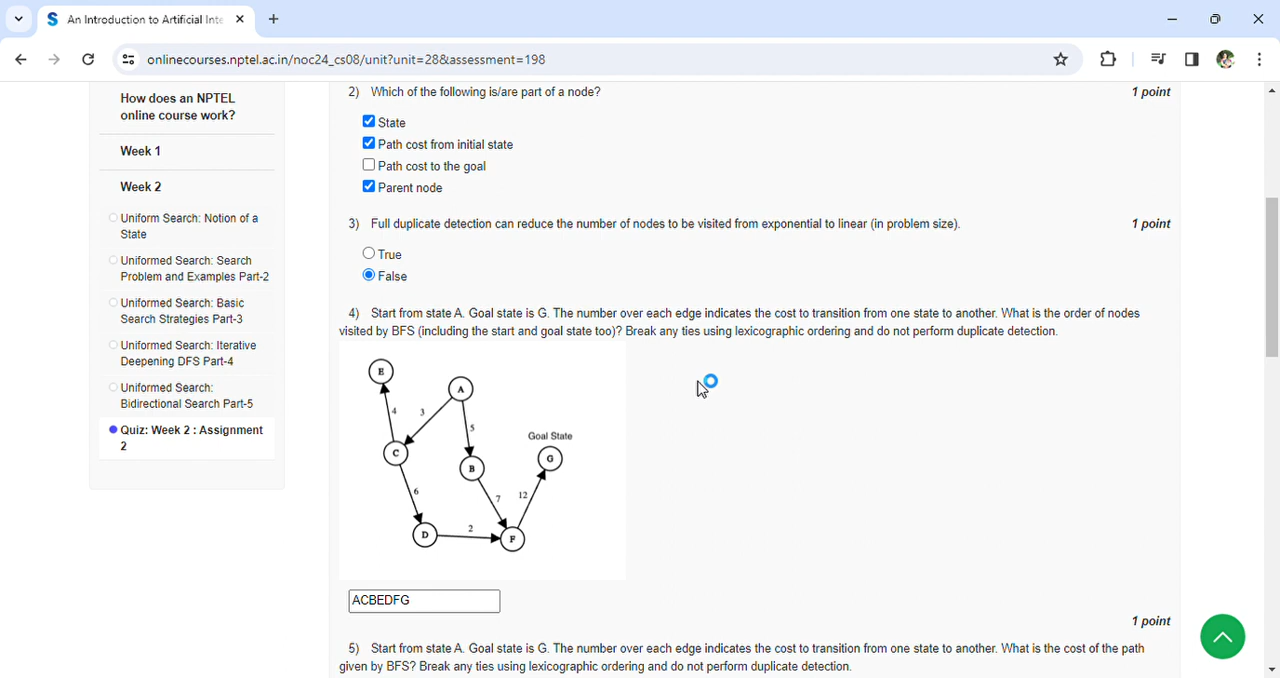 An Introduction to Artificial Inte
onlinecourses.nptel.ac.in/noc24_cs08/unit?unit=28&assessment=198
How does an NPTEL
online course work?
Week 1
Week 2
Uniform Search: Notion of a
State
Uniformed Search: Search
Problem and Examples Part-2
Uniformed Search: Basic
Search Strategies Part-3
Uniformed Search: Iterative
Deepening DFS Part-4
Uniformed Search:
Bidirectional Search Part-5
Quiz: Week 2 : Assignment
2
2) Which of the following is/are part of a node? 1 point
State
Path cost from initial state
Path cost to the goal
Parent node
3) Full duplicate detection can reduce the number of nodes to be visited from exponential to linear (in problem size). 1 point
True
False
4) Start from state A. Goal state is G. The number over each edge indicates the cost to transition from one state to another. What is the order of nodes
visited by BFS (including the start and goal state too)? Break any ties using lexicographic ordering and do not perform duplicate detection.
E
A
4 3
5
Goal State
C
B
G
6
7 12
D
2
F
ACBEDFG
1 point
5) Start from state A. Goal state is G. The number over each edge indicates the cost to transition from one state to another. What is the cost of the path
given by BFS? Break any ties using lexicographic ordering and do not perform duplicate detection.